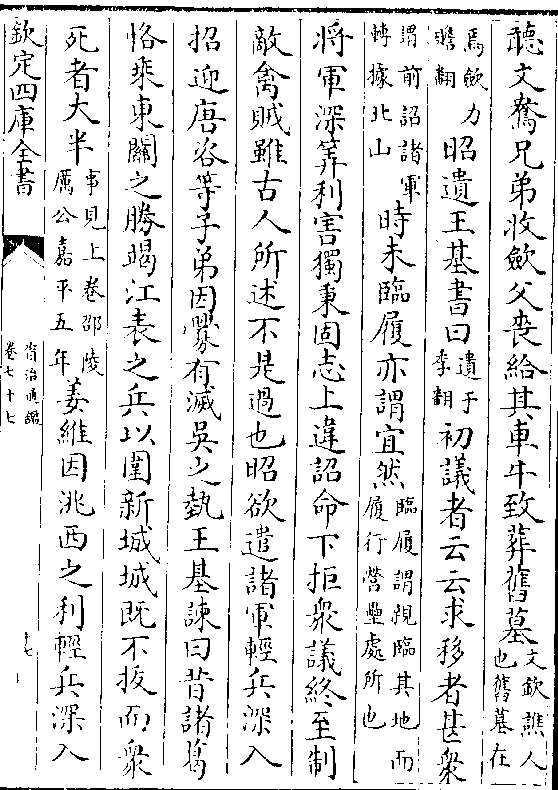 聽文鴦兄弟收斂父喪給其車牛致葬舊墓文欽譙人也舊墓在
焉斂力贍翻昭遺王基書曰遺于季翻初議者云云求移者甚衆
謂前詔諸軍轉據北山時未臨履亦謂宜然臨履謂親臨其地而履行營壘處所也
將軍深筭利害獨秉固志上違詔命下拒衆議終至制
敵禽賊雖古人所述不是過也昭欲遣諸軍輕兵深入
招迎唐咨等子弟因釁有滅吳之埶王基諫曰昔諸葛
恪乘東關之勝竭江表之兵以圍新城城既不拔而衆
死者大半事見上卷邵陵厲公嘉平五年姜維因洮西之利輕兵深入
欽定四庫全書
資治通鑑
卷七十七
十七